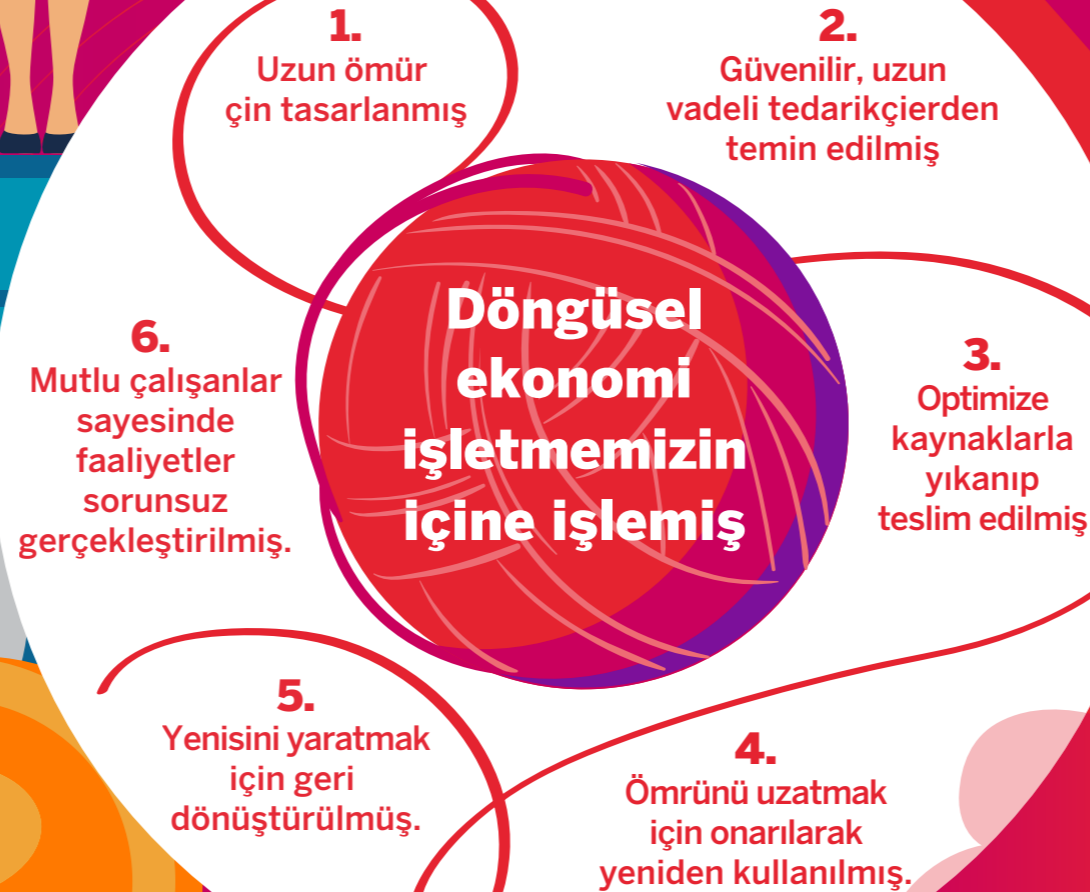 1.
Uzun ömür
çin tasarlanmış
2.
Güvenilir, uzun
vadeli tedarikçierden
temin edilmiş
Döngüsel
ekonomi
işletmemizin
içine işlemiş
3.
Optimize
kaynaklarla
yıkanıp
teslim edilmiş
4.
Ömrünü uzatmak
için onarılarak
yeniden kullanılmış.
5.
Yenisini yaratmak
için geri
dönüştürülmüş.
6.
Mutlu çalışanlar
sayesinde
faaliyetler
sorunsuz
gerçekleştirilmiş.